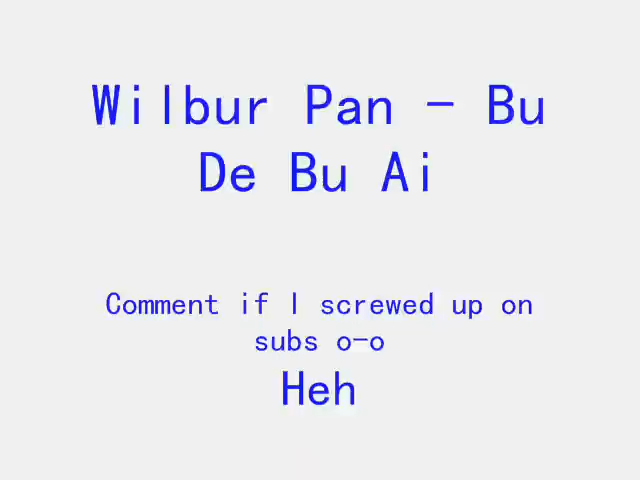 Wilbur Pan - Bu
De Bu Ai
Comment if I screwed up on
subs o-o
Heh